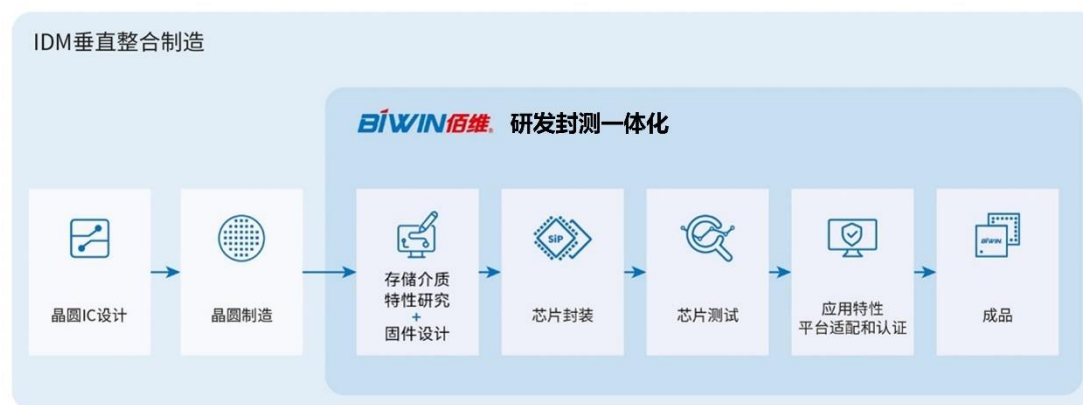 IDM垂直整合制造
BIWIN佰维® 研发封测一体化
晶圆IC设计
晶圆制造
存储介质
特性研究
+
固件设计
SiP
芯片封装
芯片测试
应用特性
平台适配和认证
BIWIN
成品